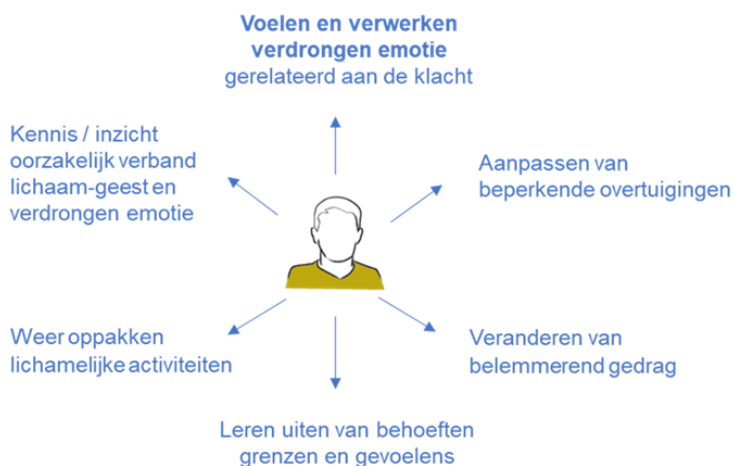 Voelen en verwerken
verdrongen emotie
gerelateerd aan de klacht
Kennis / inzicht
oorzakelijk verband
lichaam-geest en
verdrongen emotie
Aanpassen van
beperkende overtuigingen
Weer oppakken
lichamelijke activiteiten
Veranderen van
belemmerend gedrag
Leren uiten van behoeften
grenzen en gevoelens